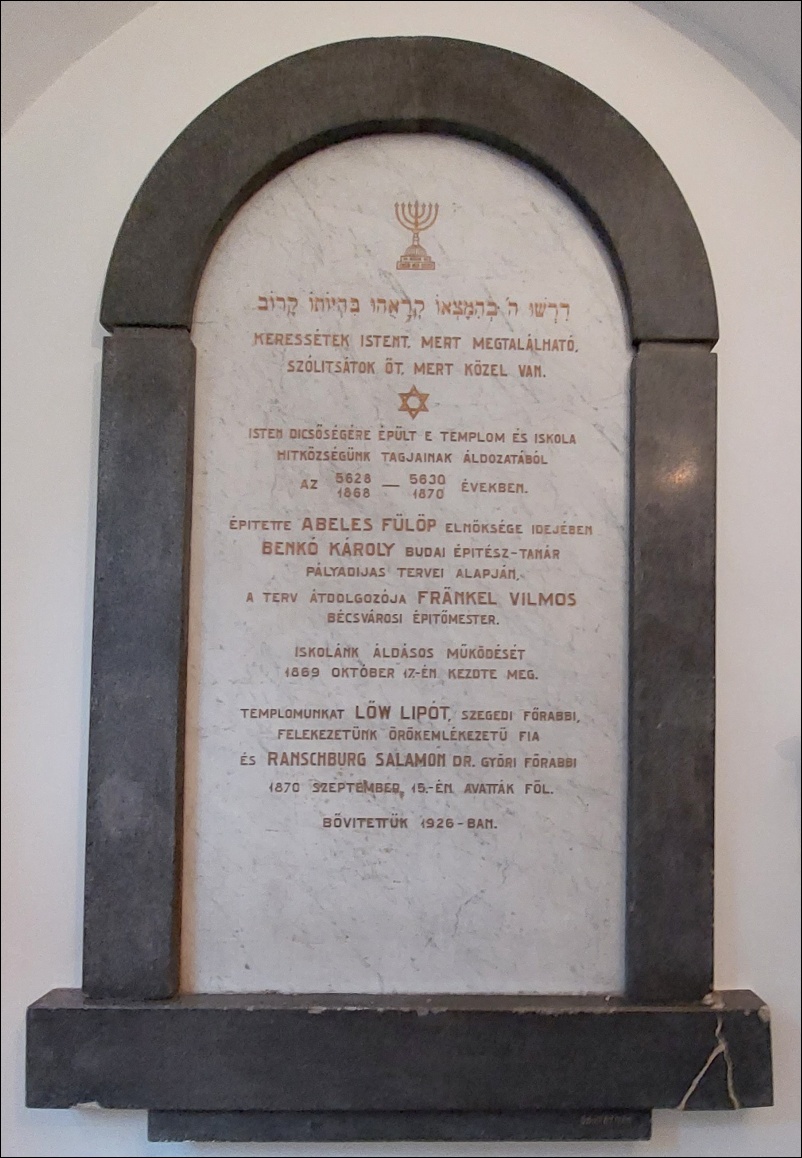 דִרְשׁוּ ה' בְּהִמָּצְאוֹ קְרָאֻהוּ בִּהְיוֹתוֹ קָרוֹב
KERESSÉTEK ISTENT, MERT MEGTALÁLHATÓ,
SZÓLITSÁTOK ŐT, MERT KÖZEL VAN.
ISTEN DICSŐSÉGÉRE ÉPÜLT E TEMPLOM ÉS ISKOLA
HITKÖZSÉGÜNK TAGJAINAK ÁLDOZATÁBÓL
AZ 5628/1868 — 5630/1870 ÉVEKBEN.
ÉPITETTE ABELES FÜLÖP ELNÖKSÉGE IDEJÉBEN
BENKÓ KÁROLY BUDAI ÉPITÉSZ-TANÁR
PÁLYADIJAS TERVEI ALAPJÁN,
A TERV ÁTDOLGOZÓJA FRÄNKEL VILMOS
BÉCSVÁROSI ÉPITŐMESTER.
ISKOLÁNK ÁLDÁSOS MŰKÖDÉSÉT
1869 OKTÓBER 17-ÉN KEZDTE MEG.
TEMPLOMUNKAT LŐW LIPÓT, SZEGEDI FŐRABBI,
FELEKEZETÜNK ÖRÖKEMLÉKEZETŰ FIA
ÉS RANSCHBURG SALAMON DR. GYŐRI FŐRABBI
1870 SZEPTEMBER, 15.-ÉN AVATTÁK FÖL.
BŐVITETTÜK 1926-BAN.